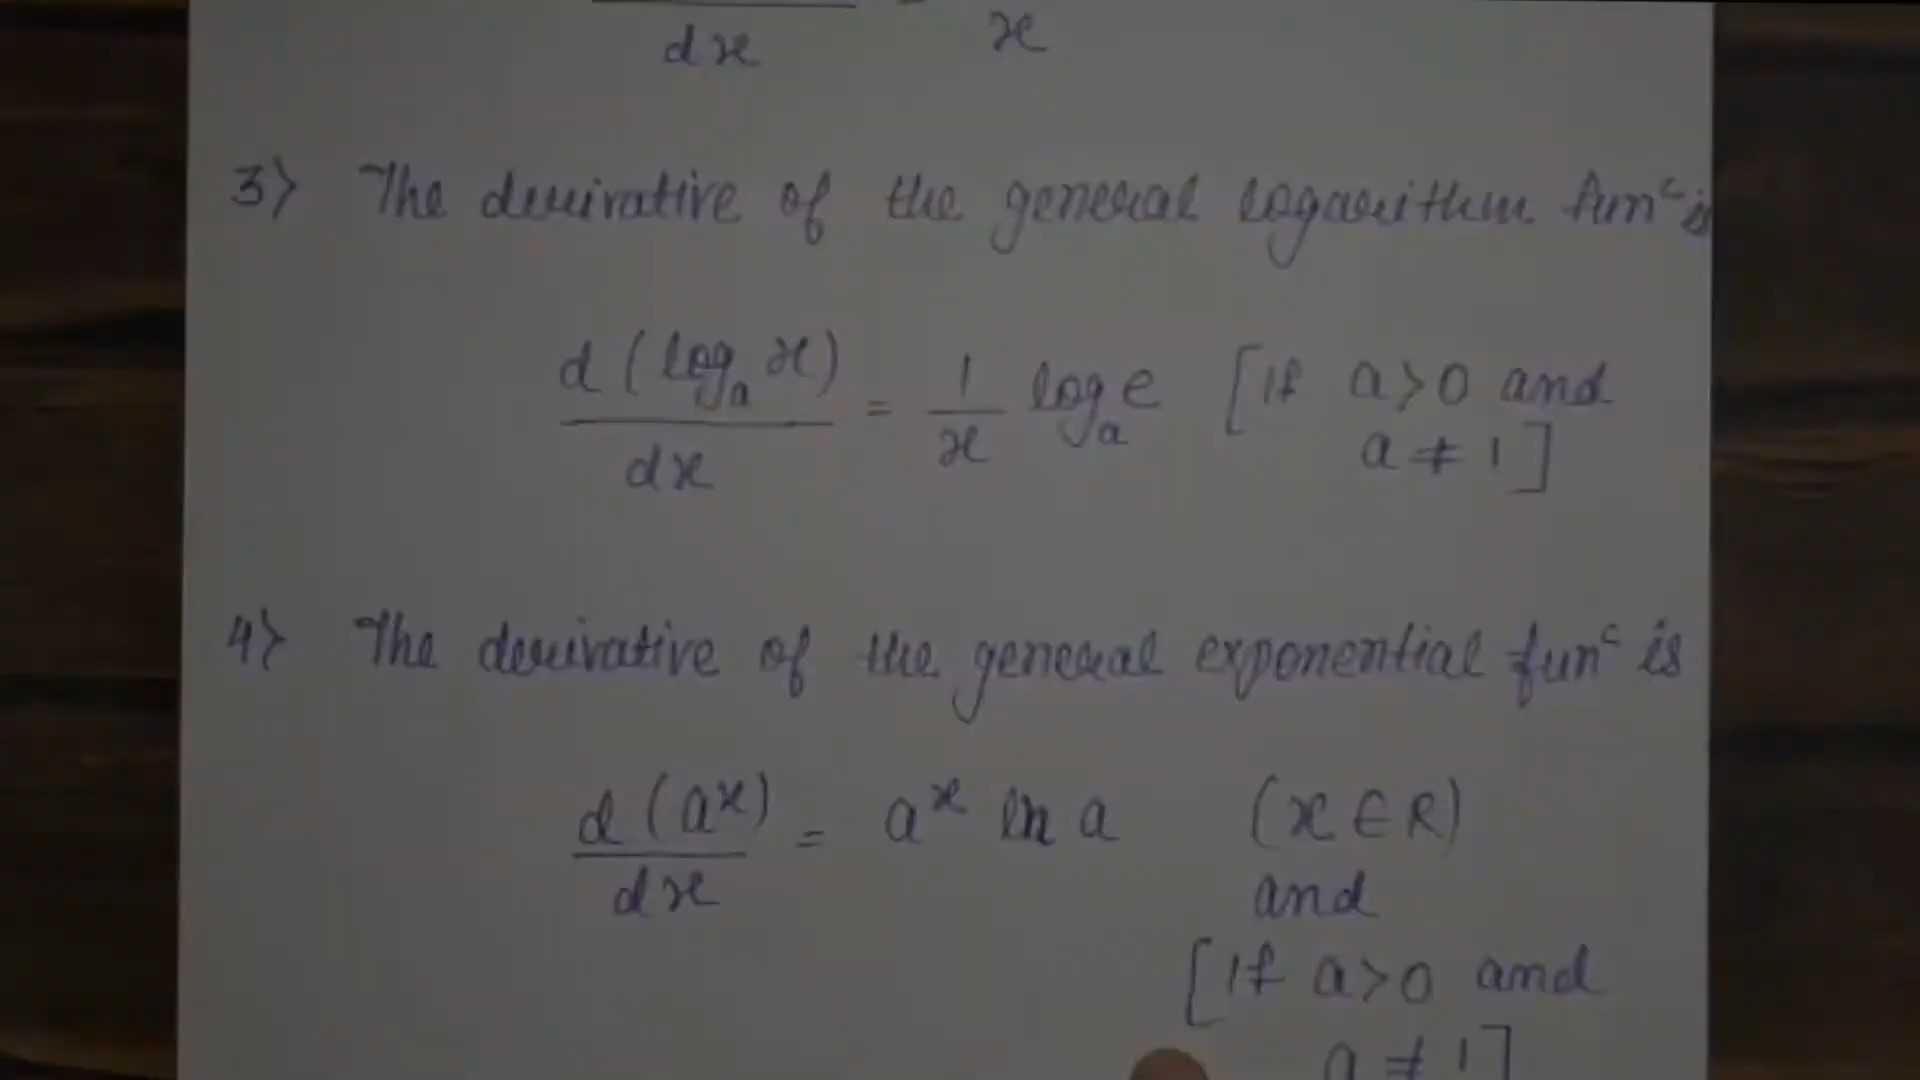 dx x
3) The derivative of the general logarithm funᶜ is
d (logₐ x) / dx = 1/x logₐ e [If a>0 and
a ≠ 1]
4) The derivative of the general exponential funᶜ is
d (aˣ) / dx = aˣ ln a (x ∈ R)
and
[If a>0 and
a ≠ 1]